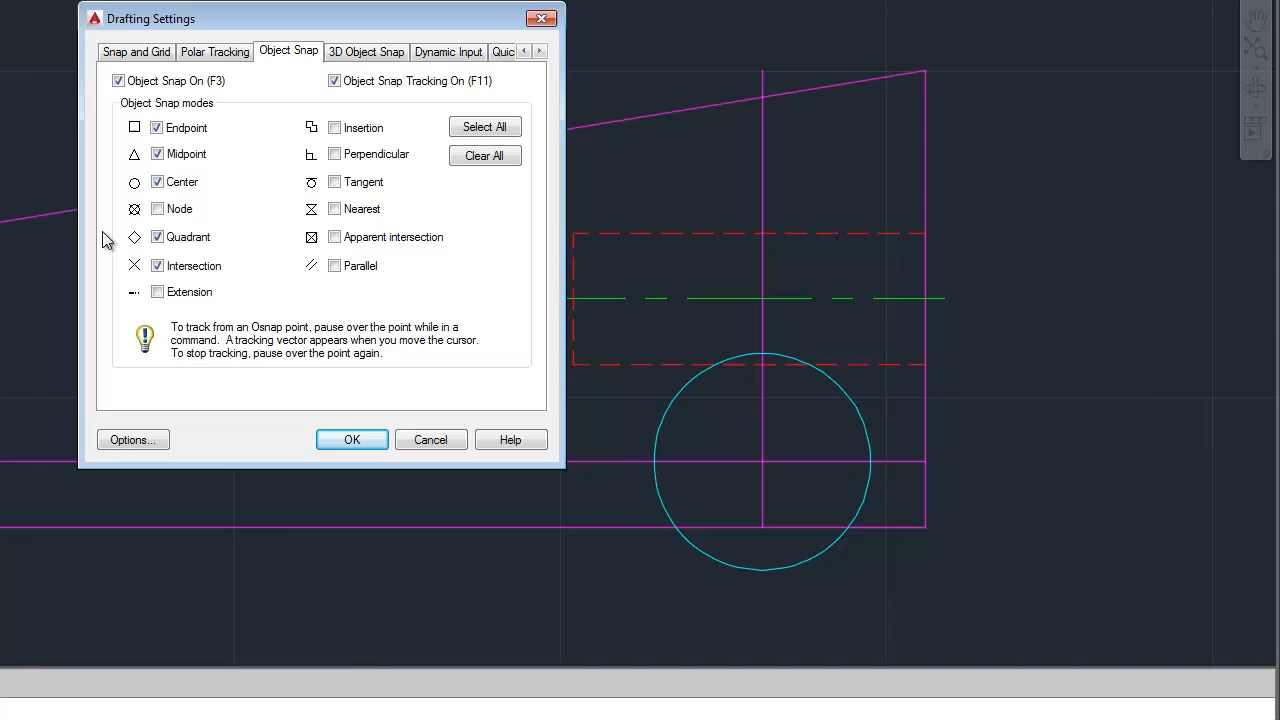 Drafting Settings
Snap and Grid Polar Tracking Object Snap 3D Object Snap Dynamic Input Quic
Object Snap On (F3) Object Snap Tracking On (F11)
Object Snap modes
Endpoint Insertion Select All
Midpoint Perpendicular Clear All
Center Tangent
Node Nearest
Quadrant Apparent intersection
Intersection Parallel
Extension
To track from an Osnap point, pause over the point while in a
command. A tracking vector appears when you move the cursor.
To stop tracking, pause over the point again.
Options... OK Cancel Help